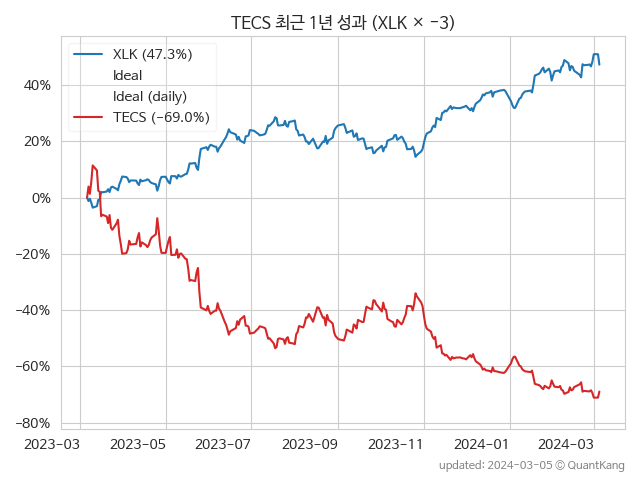 TECS 최근 1년 성과 (XLK × -3)
XLK (47.3%)
Ideal
Ideal (daily)
TECS (−69.0%)
40%
20%
0%
−20%
−40%
−60%
−80%
2023-03
2023-05
2023-07
2023-09
2023-11
2024-01
2024-03
updated: 2024-03-05 © QuantKang